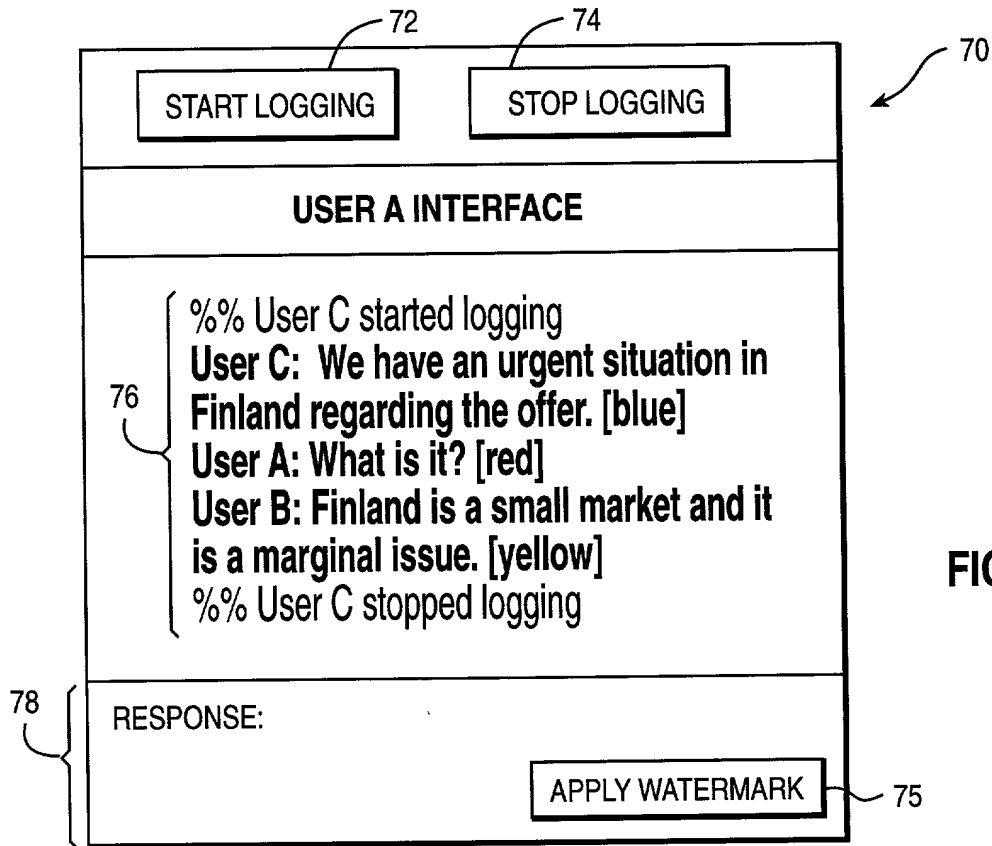 72
74
70
START LOGGING
STOP LOGGING
USER A INTERFACE
%% User C started logging
User C: We have an urgent situation in
Finland regarding the offer. [blue]
User A: What is it? [red]
User B: Finland is a small market and it
is a marginal issue. [yellow]
%% User C stopped logging
76
FIG
78
RESPONSE:
APPLY WATERMARK
75